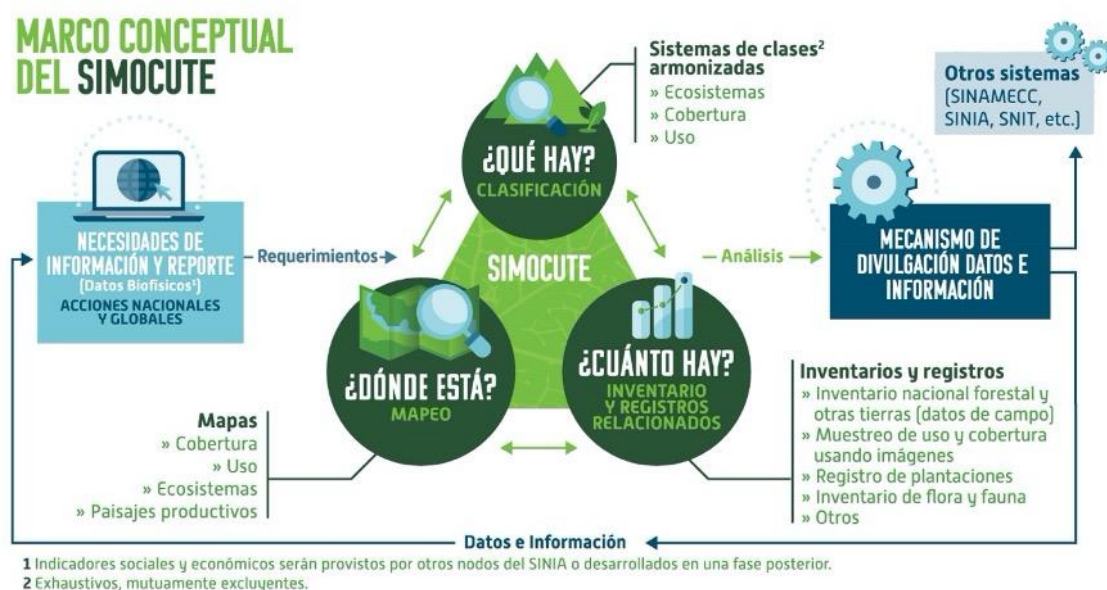 MARCO CONCEPTUAL
DEL SIMOCUTE
Sistemas de clases²
armonizadas
» Ecosistemas
» Cobertura
» Uso
Otros sistemas
(SINAMECC,
SINIA, SNIT, etc.)
¿QUÉ HAY?
CLASIFICACIÓN
NECESIDADES DE
INFORMACIÓN Y REPORTE
(Datos Biofísicos¹)
ACCIONES NACIONALES
Y GLOBALES
Requerimientos
SIMOCUTE
Análisis
MECANISMO DE
DIVULGACIÓN DATOS E
INFORMACIÓN
¿DÓNDE ESTÁ?
MAPEO
¿CUÁNTO HAY?
INVENTARIO
Y REGISTROS
RELACIONADOS
Mapas
» Cobertura
» Uso
» Ecosistemas
» Paisajes productivos
Inventarios y registros
» Inventario nacional forestal y
otras tierras (datos de campo)
» Muestreo de uso y cobertura
usando imágenes
» Registro de plantaciones
» Inventario de flora y fauna
» Otros
Datos e Información
1 Indicadores sociales y económicos serán provistos por otros nodos del SINIA o desarrollados en una fase posterior.
2 Exhaustivos, mutuamente excluyentes.